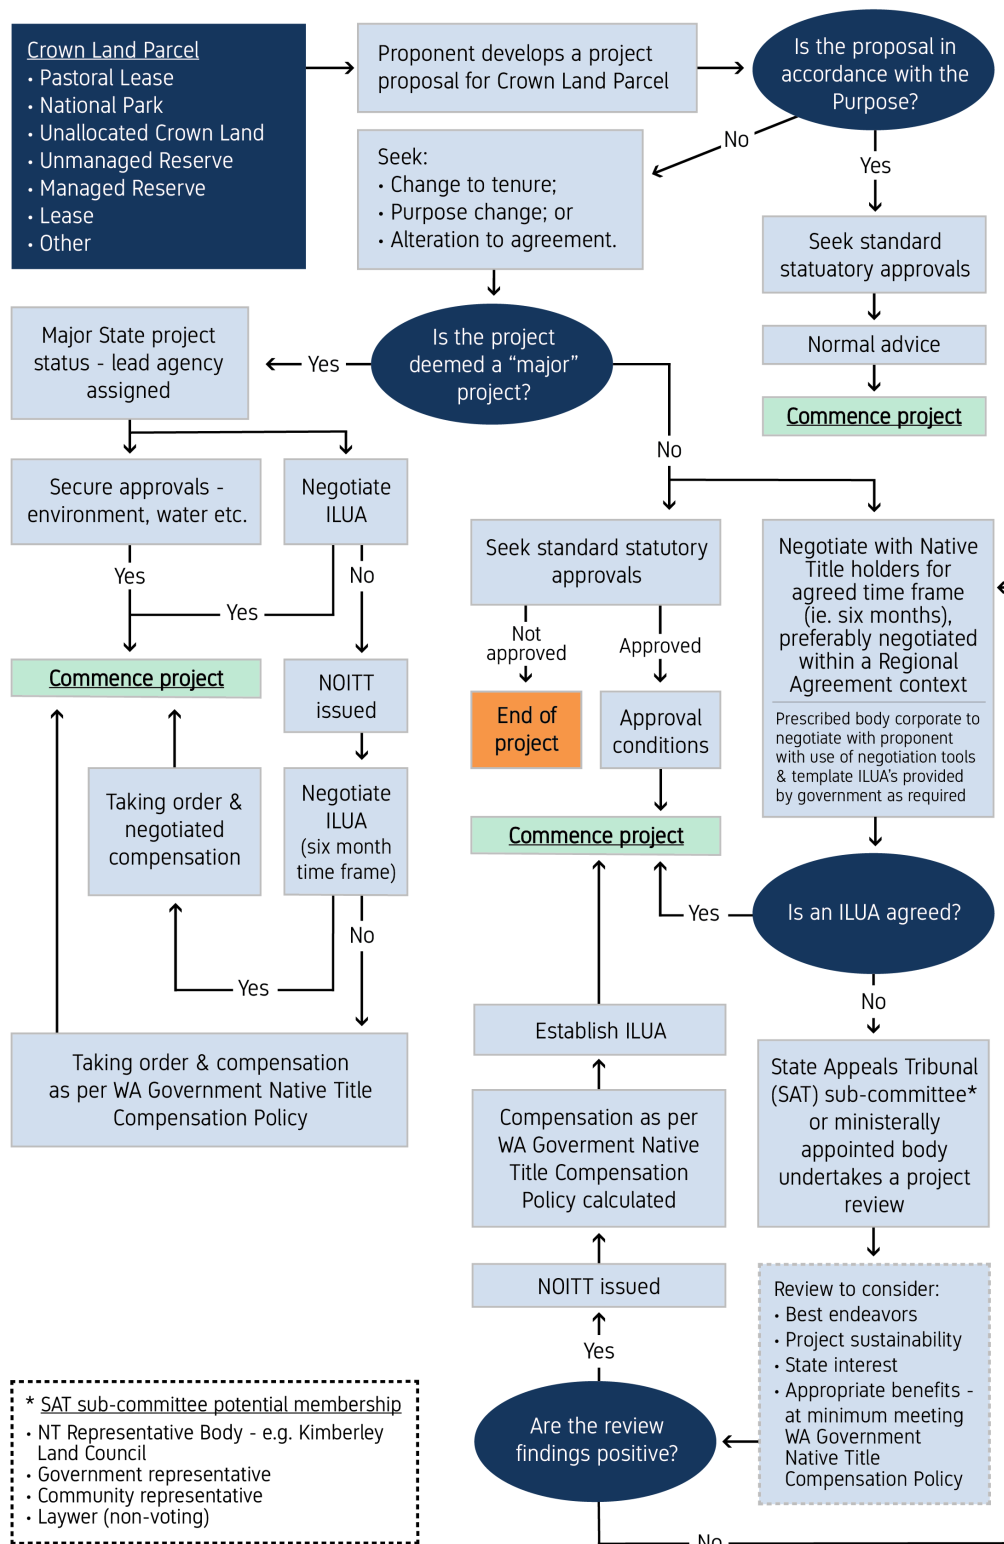 Crown Land Parcel
• Pastoral Lease
• National Park
• Unallocated Crown Land
• Unmanaged Reserve
• Managed Reserve
• Lease
• Other
Proponent develops a project
proposal for Crown Land Parcel
Is the proposal in
accordance with the
Purpose?
No
Yes
Seek:
• Change to tenure;
• Purpose change; or
• Alteration to agreement.
Seek standard
statuatory approvals
Normal advice
Commence project
Is the project
deemed a “major”
project?
Yes
No
Major State project
status - lead agency
assigned
Secure approvals -
environment, water etc.
Negotiate
ILUA
Yes
Yes
No
Commence project
NOITT
issued
Taking order &
negotiated
compensation
Negotiate
ILUA
(six month
time frame)
Yes
No
Taking order & compensation
as per WA Government Native Title
Compensation Policy
Seek standard statutory
approvals
Not
approved
Approved
End of
project
Approval
conditions
Commence project
Negotiate with Native
Title holders for
agreed time frame
(ie. six months),
preferably negotiated
within a Regional
Agreement context
Prescribed body corporate to
negotiate with proponent
with use of negotiation tools
& template ILUA's provided
by government as required
Is an ILUA agreed?
Yes
No
State Appeals Tribunal
(SAT) sub-committee*
or ministerally
appointed body
undertakes a project
review
Review to consider:
• Best endeavors
• Project sustainability
• State interest
• Appropriate benefits -
at minimum meeting
WA Government
Native Title
Compensation Policy
Are the review
findings positive?
Yes
No
NOITT issued
Compensation as per
WA Goverment Native
Title Compensation
Policy calculated
Establish ILUA
* SAT sub-committee potential membership
• NT Representative Body - e.g. Kimberley
Land Council
• Government representative
• Community representative
• Laywer (non-voting)